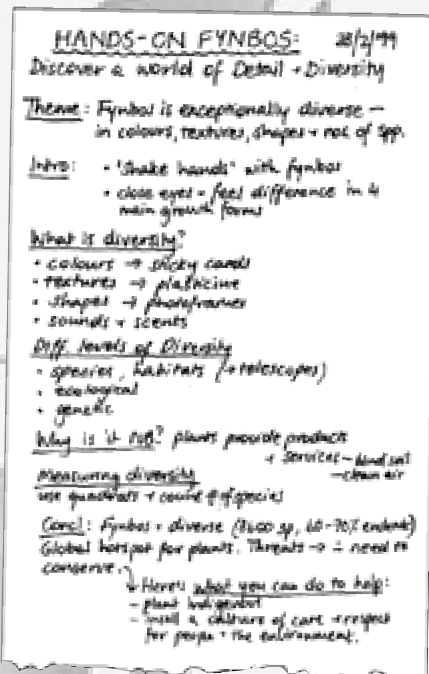 HANDS-ON FYNBOS: 28/2/99
Discover a world of Detail + Diversity
Theme: Fynbos is exceptionally diverse –
in colours, textures, shapes + nos. of spp.
Intro: • 'Shake hands' with fynbos
• close eyes - feel difference in 4
main growth forms
What is diversity?
• colours → sticky cards
• textures → plasticine
• shapes → photoframes
• sounds + scents
Diff. levels of Diversity
• species, habitats (→ telescopes)
• ecological
• genetic
Why is it plants provide products
+ services – bind soil
– clean air
Measuring diversity
use quadrats + count # of species
Concl: Fynbos = diverse sp, 60-70% endemic)
Global hotspot for plants. Threats → ∴ need to
conserve.
Here's what you can do to help:
– plant indigenous
– instill a culture of care + respect
for people + the environment.